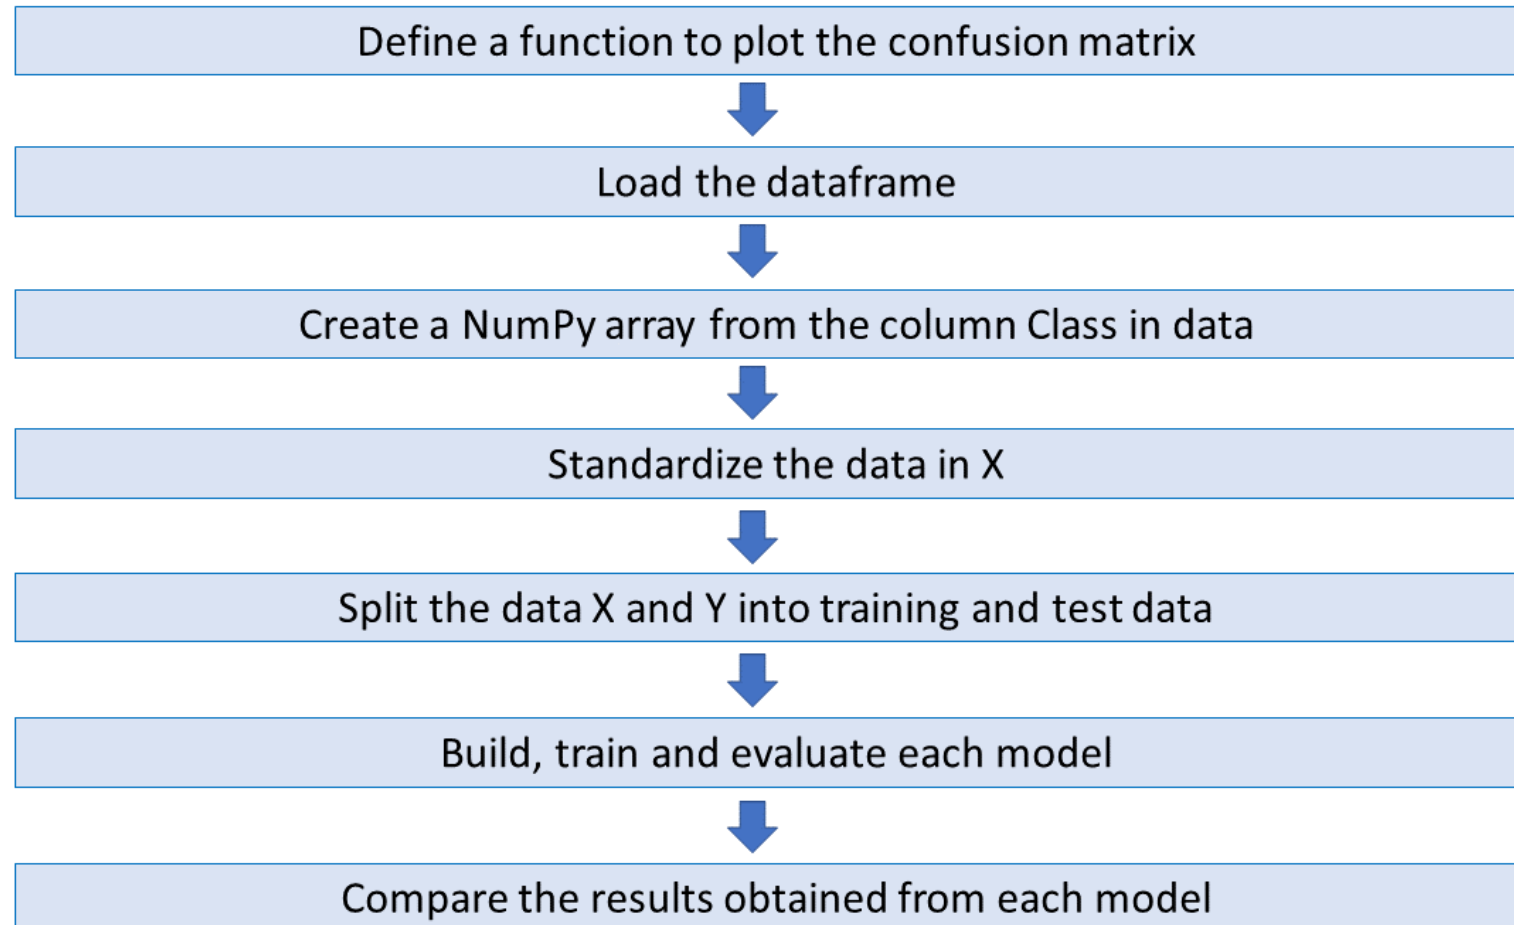 Define a function to plot the confusion matrix
Load the dataframe
Create a NumPy array from the column Class in data
Standardize the data in X
Split the data X and Y into training and test data
Build, train and evaluate each model
Compare the results obtained from each model